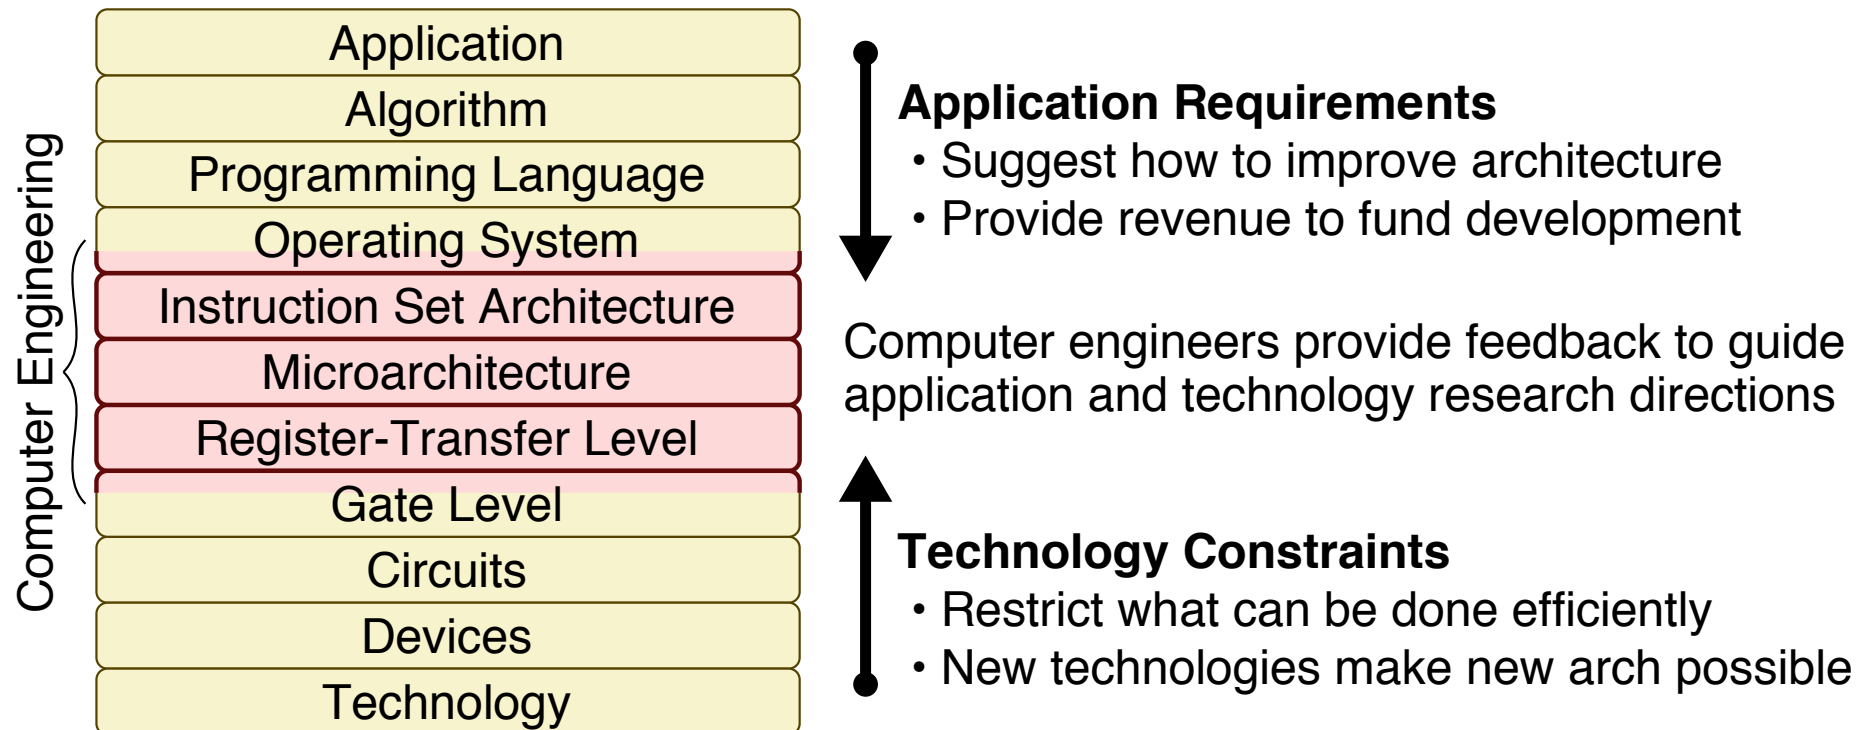 Computer Engineering
Application
Algorithm
Programming Language
Operating System
Instruction Set Architecture
Microarchitecture
Register-Transfer Level
Gate Level
Circuits
Devices
Technology
Application Requirements
• Suggest how to improve architecture
• Provide revenue to fund development
Computer engineers provide feedback to guide
application and technology research directions
Technology Constraints
• Restrict what can be done efficiently
• New technologies make new arch possible